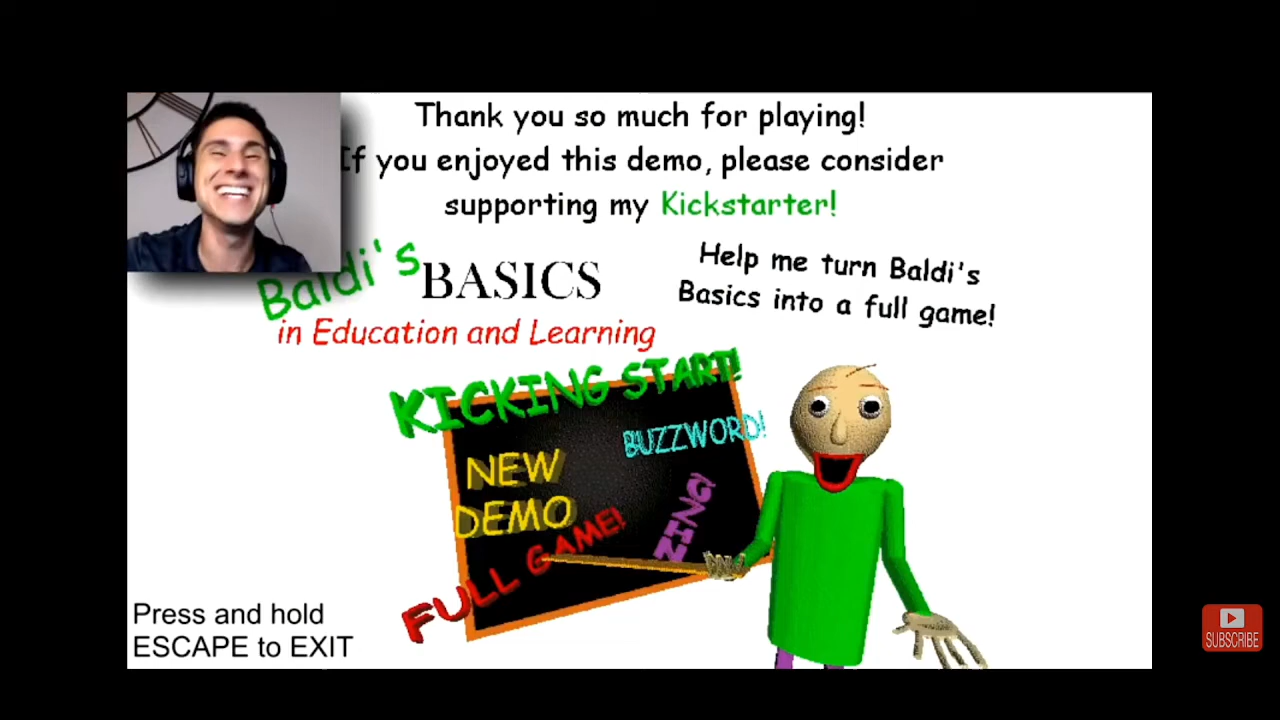 Thank you so much for playing!
If you enjoyed this demo, please consider
supporting my Kickstarter!
Baldi's BASICS
in Education and Learning
Help me turn Baldi's
Basics into a full game!
KICKING START!
BUZZWORD!
NEW
DEMO
ZING!
FULL GAME!
Press and hold
ESCAPE to EXIT
SUBSCRIBE